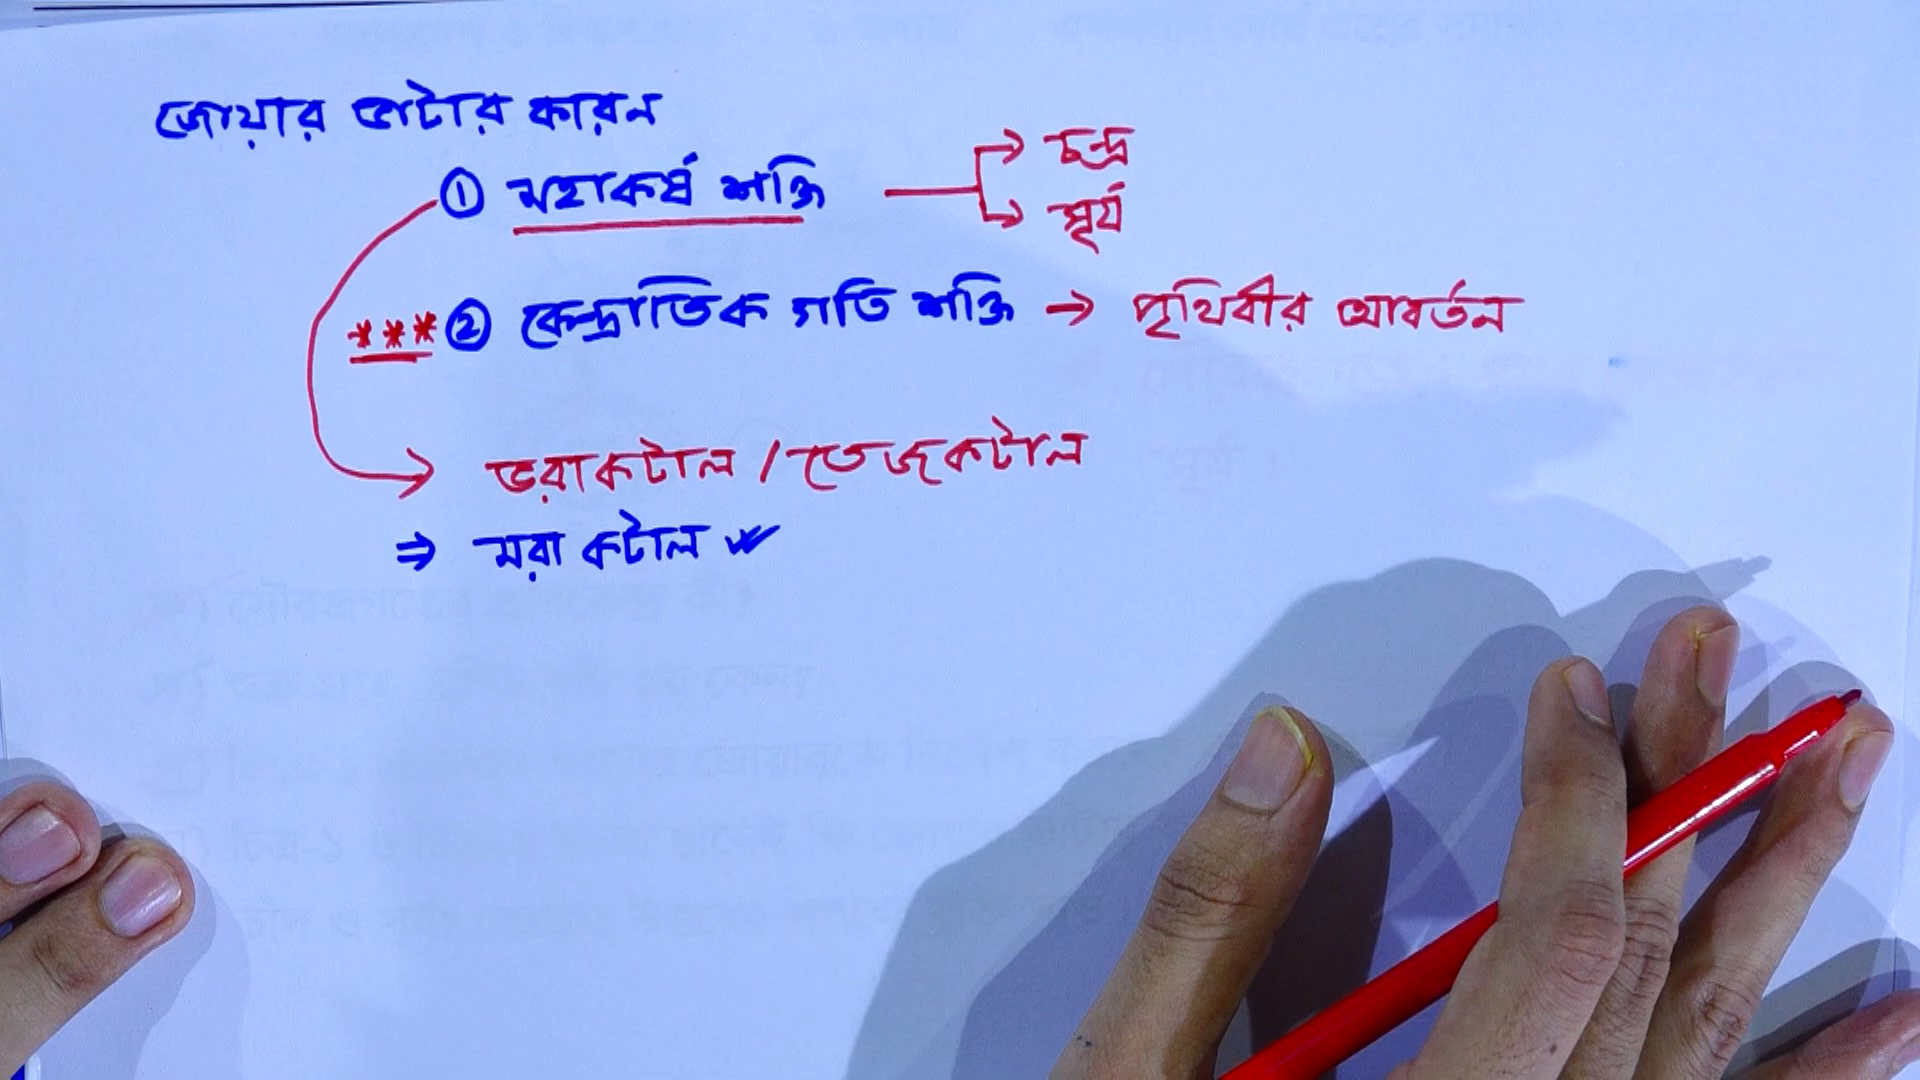 জোয়ার ভাটার কারন
① মহাকর্ষ শক্তি → চন্দ্র
→ সূর্য
*** ② কেন্দ্রাতিক গতি শক্তি → পৃথিবীর আবর্তন
→ ভরাকটাল / তেজকটাল
⇒ মরা কটাল